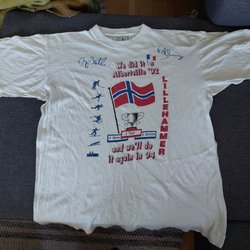 We did it in
Albertville '92
LILLEHAMMER
and we'll do
it again in '94